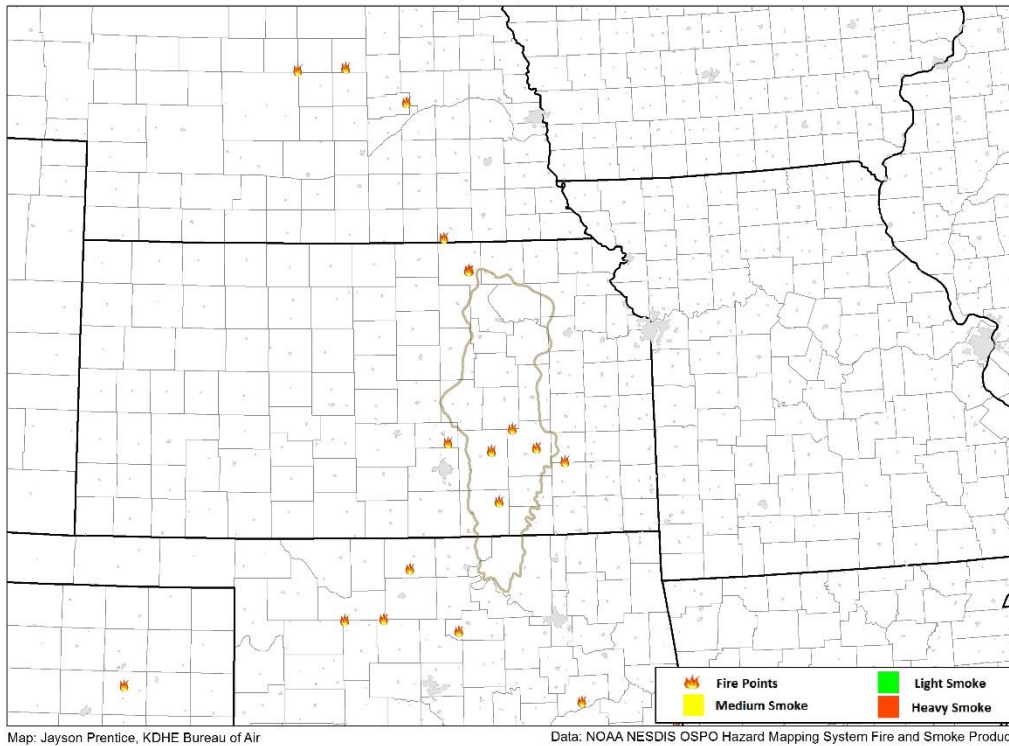 Fire Points
Light Smoke
Medium Smoke
Heavy Smoke
Map: Jayson Prentice, KDHE Bureau of Air
Data: NOAA NESDIS OSPO Hazard Mapping System Fire and Smoke Produc